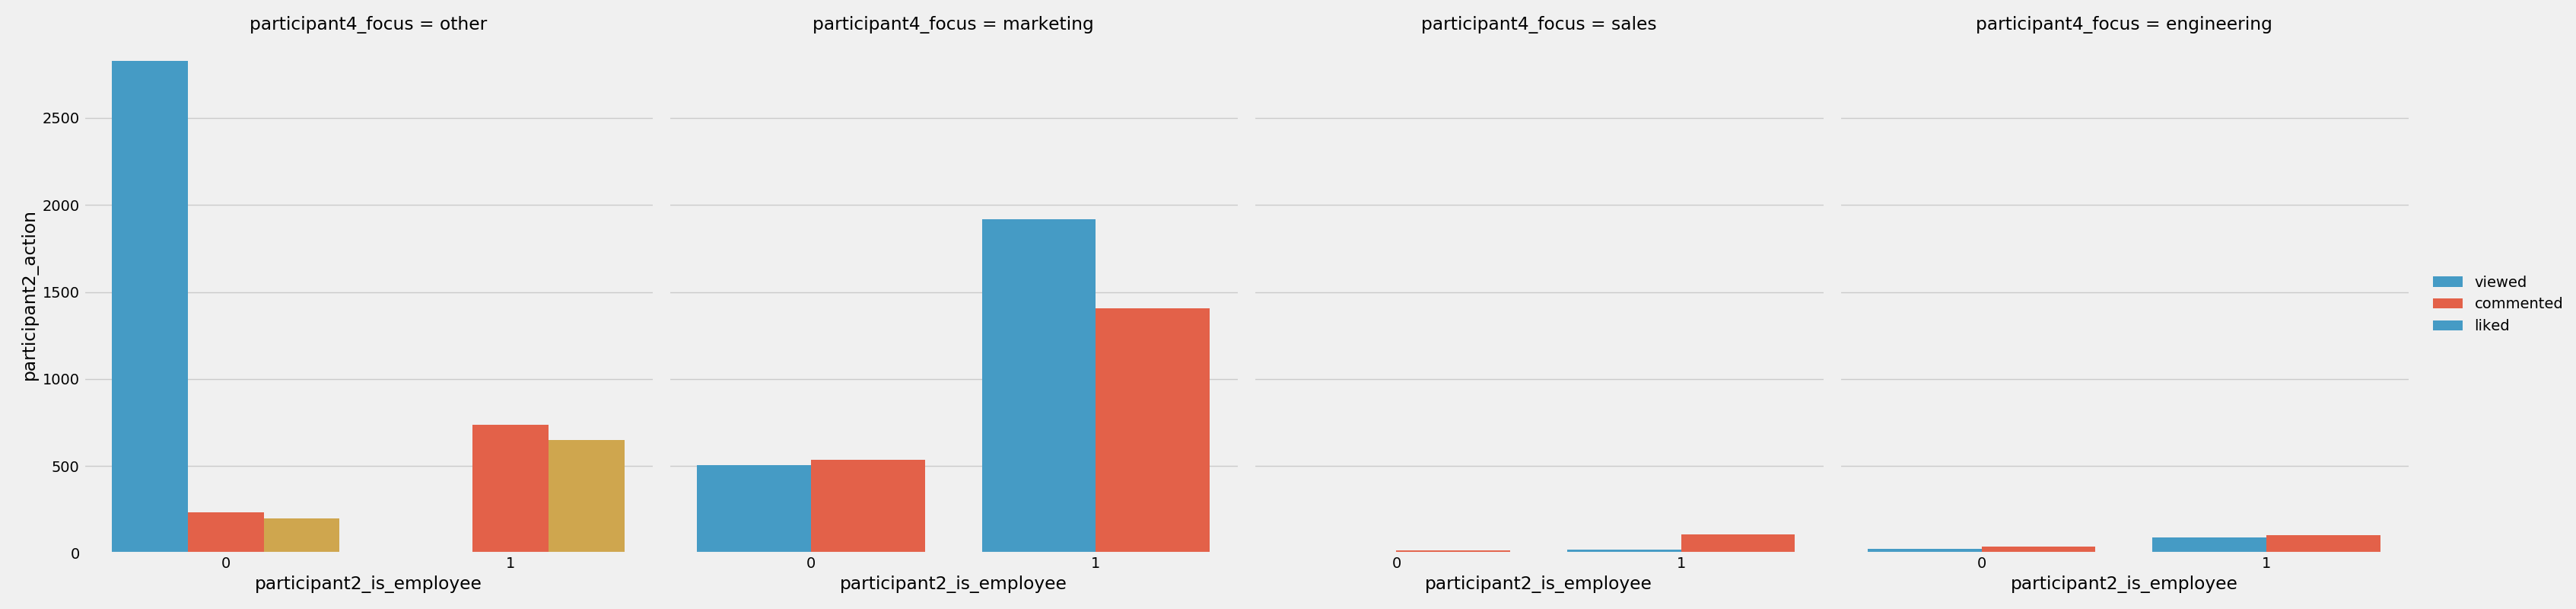 participant4_focus = other
participant4_focus = marketing
participant4_focus = sales
participant4_focus = engineering
participant2_action
2500
2000
1500
1000
500
0
0
1
0
1
0
1
0
1
participant2_is_employee
participant2_is_employee
participant2_is_employee
participant2_is_employee
viewed
commented
liked